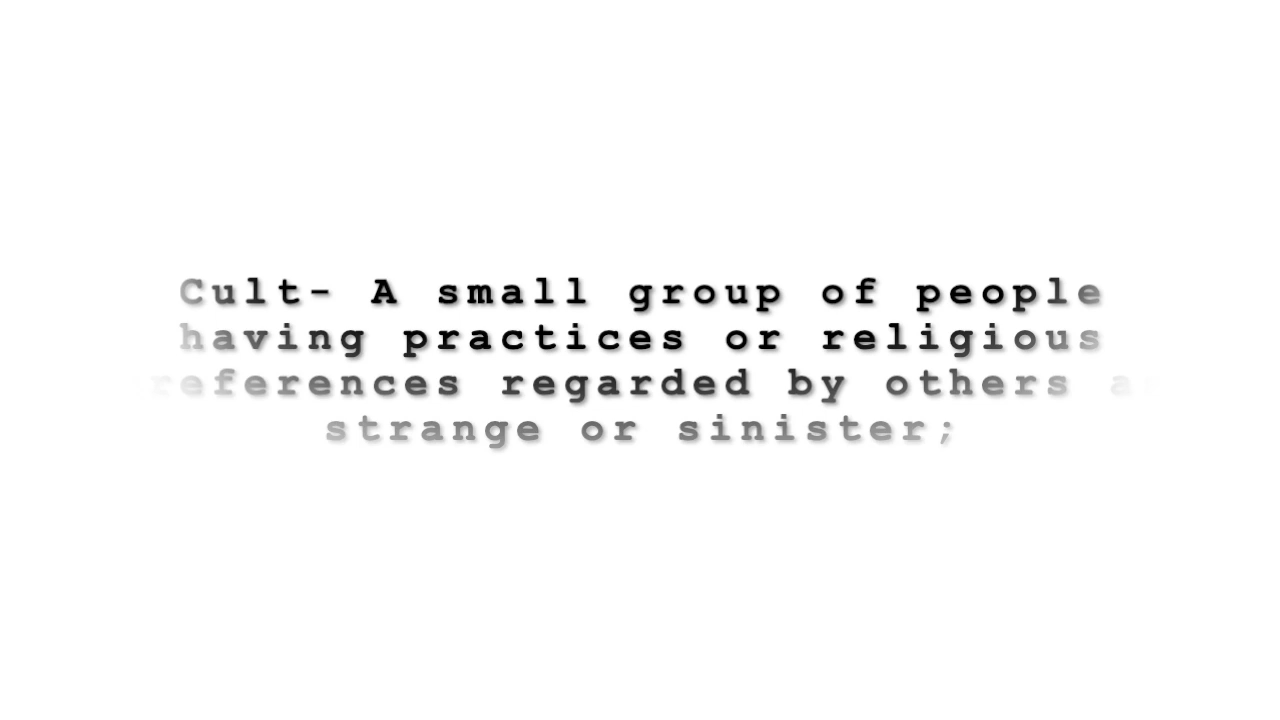 Cult- A small group of people
having practices or religious
references regarded by others as
strange or sinister;